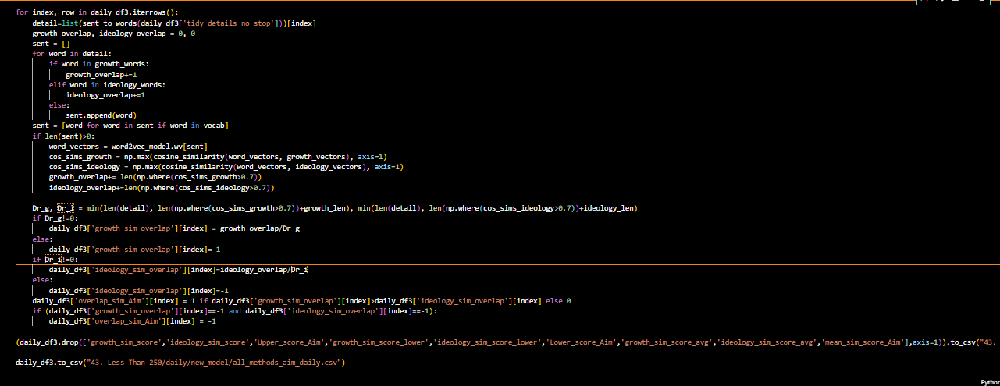 for index, row in daily_df3.iterrows():
    detail=list(sent_to_words(daily_df3['tidy_details_no_stop']))[index]
    growth_overlap, ideology_overlap = 0, 0
    sent = []
    for word in detail:
        if word in growth_words:
            growth_overlap+=1
        elif word in ideology_words:
            ideology_overlap+=1
        else:
            sent.append(word)
    sent = [word for word in sent if word in vocab]
    if len(sent)>0:
        word_vectors = word2vec_model.wv[sent]
        cos_sims_growth = np.max(cosine_similarity(word_vectors, growth_vectors), axis=1)
        cos_sims_ideology = np.max(cosine_similarity(word_vectors, ideology_vectors), axis=1)
        growth_overlap+= len(np.where(cos_sims_growth>0.7))
        ideology_overlap+=len(np.where(cos_sims_ideology>0.7))
    Dr_g, Dr_i = min(len(detail), len(np.where(cos_sims_growth>0.7))+growth_len), min(len(detail), len(np.where(cos_sims_ideology>0.7))+ideology_len)
    if Dr_g!=0:
        daily_df3['growth_sim_overlap'][index] = growth_overlap/Dr_g
    else:
        daily_df3['growth_sim_overlap'][index]=-1
    if Dr_i!=0:
        daily_df3['ideology_sim_overlap'][index]=ideology_overlap/Dr_i
    else:
        daily_df3['ideology_sim_overlap'][index]=-1
    daily_df3['overlap_sim_Aim'][index] = 1 if daily_df3['growth_sim_overlap'][index]>daily_df3['ideology_sim_overlap'][index] else 0
    if (daily_df3['growth_sim_overlap'][index]==-1 and daily_df3['ideology_sim_overlap'][index]==-1):
        daily_df3['overlap_sim_Aim'][index] = -1
(daily_df3.drop(['growth_sim_score','ideology_sim_score','Upper_score_Aim','growth_sim_score_lower','ideology_sim_score_lower','Lower_score_Aim','growth_sim_score_avg','ideology_sim_score_avg','mean_sim_score_Aim'],axis=1)).to_csv("43.
daily_df3.to_csv("43. Less Than 250/daily/new_model/all_methods_aim_daily.csv")
Python